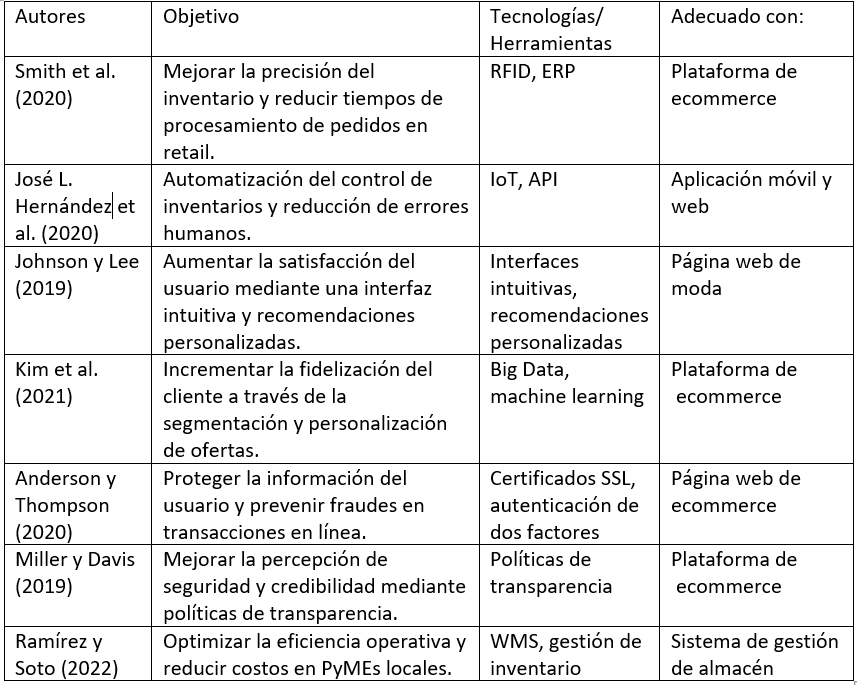 Autores
Objetivo
Tecnologías/
Herramientas
Adecuado con:
Smith et al.
(2020)
Mejorar la precisión del
inventario y reducir tiempos de
procesamiento de pedidos en
retail.
RFID, ERP
Plataforma de
ecommerce
José L.
Hernández et
al. (2020)
Automatización del control de
inventarios y reducción de errores
humanos.
IoT, API
Aplicación móvil y
web
Johnson y Lee
(2019)
Aumentar la satisfacción del
usuario mediante una interfaz
intuitiva y recomendaciones
personalizadas.
Interfaces
intuitivas,
recomendaciones
personalizadas
Página web de
moda
Kim et al.
(2021)
Incrementar la fidelización del
cliente a través de la
segmentación y personalización
de ofertas.
Big Data,
machine learning
Plataforma de
ecommerce
Anderson y
Thompson
(2020)
Proteger la información del
usuario y prevenir fraudes en
transacciones en línea.
Certificados SSL,
autenticación de
dos factores
Página web de
ecommerce
Miller y Davis
(2019)
Mejorar la percepción de
seguridad y credibilidad mediante
políticas de transparencia.
Políticas de
transparencia
Plataforma de
ecommerce
Ramírez y
Soto (2022)
Optimizar la eficiencia operativa y
reducir costos en PyMEs locales.
WMS, gestión de
inventario
Sistema de gestión
de almacén